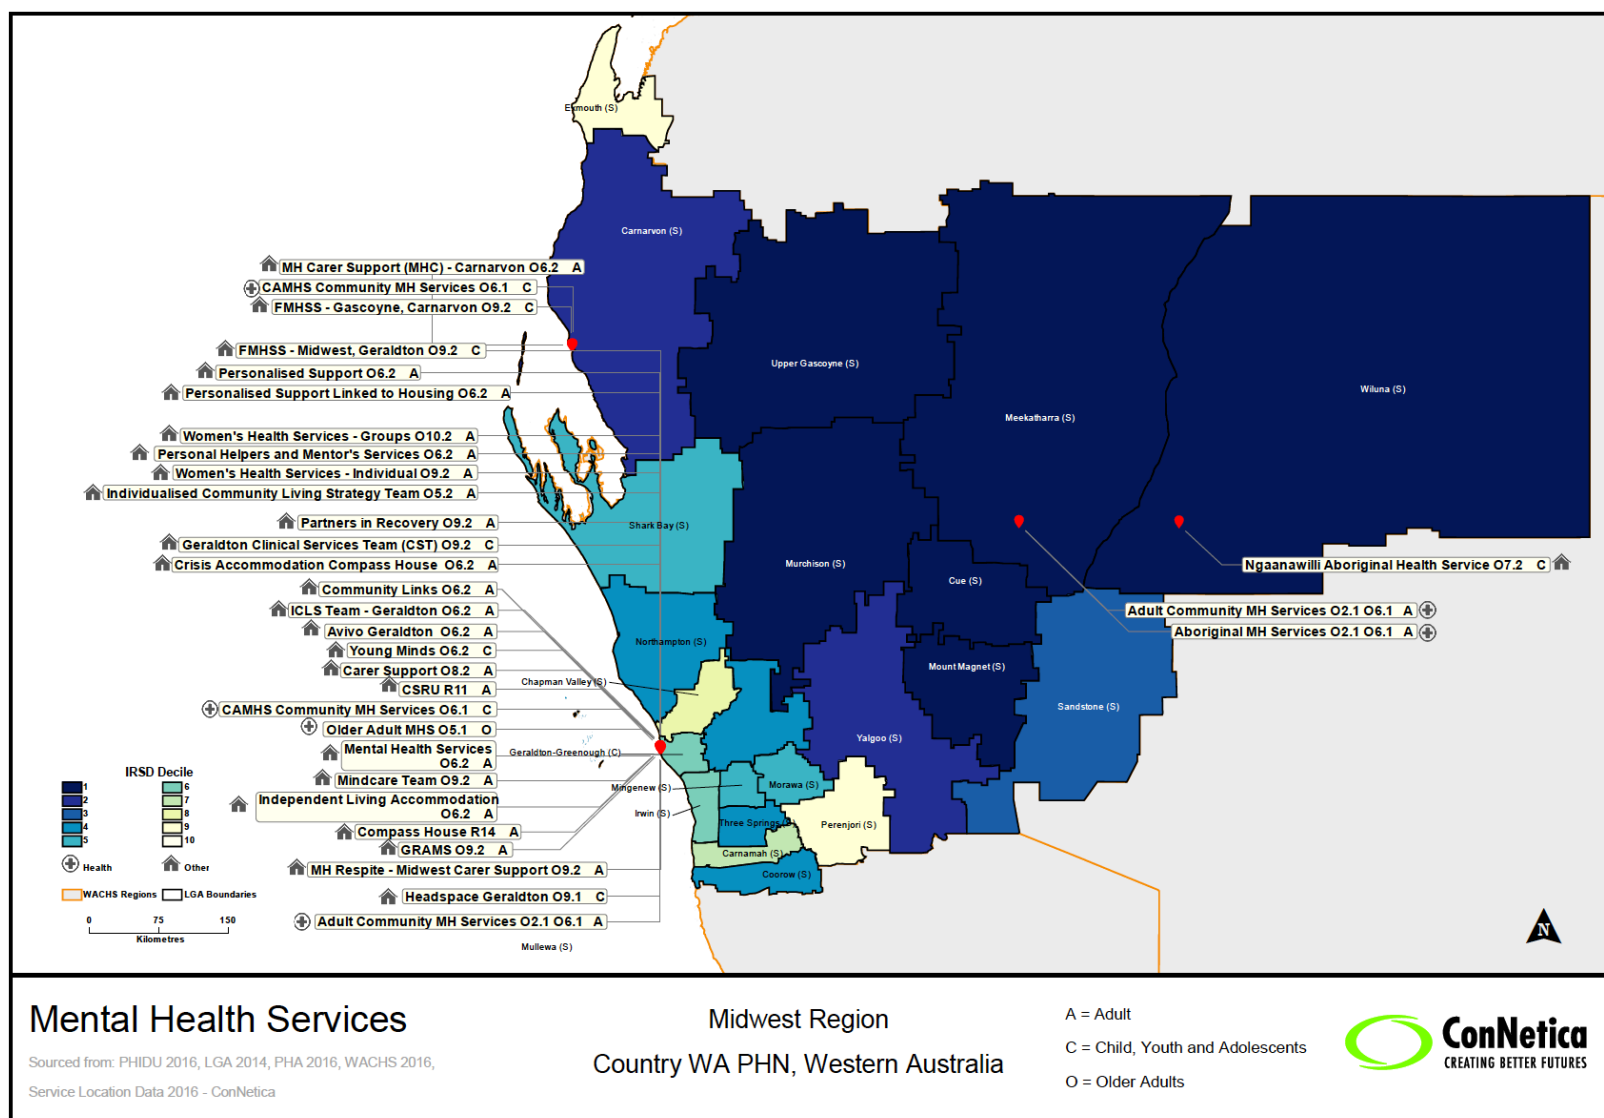 Exmouth (S)
Carnarvon (S)
MH Carer Support (MHC) - Carnarvon O6.2 A
CAMHS Community MH Services O6.1 C
FMHSS - Gascoyne, Carnarvon O9.2 C
FMHSS - Midwest, Geraldton O9.2 C
Personalised Support O6.2 A
Personalised Support Linked to Housing O6.2 A
Women's Health Services - Groups O10.2 A
Personal Helpers and Mentor's Services O6.2 A
Women's Health Services - Individual O9.2 A
Individualised Community Living Strategy Team O5.2 A
Partners in Recovery O9.2 A
Geraldton Clinical Services Team (CST) O9.2 C
Crisis Accommodation Compass House O6.2 A
Community Links O6.2 A
ICLS Team - Geraldton O6.2 A
Avivo Geraldton O6.2 A
Young Minds O6.2 C
Carer Support O8.2 A
CSRU R11 A
CAMHS Community MH Services O6.1 C
Older Adult MHS O5.1 O
Mental Health Services
O6.2 A
Mindcare Team O9.2 A
Independent Living Accommodation
O6.2 A
Compass House R14 A
GRAMS O9.2 A
MH Respite - Midwest Carer Support O9.2 A
Headspace Geraldton O9.1 C
Adult Community MH Services O2.1 O6.1 A
Mullewa (S)
Upper Gascoyne (S)
Meekatharra (S)
Wiluna (S)
Shark Bay (S)
Murchison (S)
Cue (S)
Ngaanawilli Aboriginal Health Service O7.2 C
Adult Community MH Services O2.1 O6.1 A
Aboriginal MH Services O2.1 O6.1 A
Northampton (S)
Mount Magnet (S)
Chapman Valley (S)
Sandstone (S)
Yalgoo (S)
Geraldton-Greenough (C)
Mingenew (S)
Morawa (S)
Irwin (S)
Three Springs (S)
Perenjori (S)
Carnamah (S)
Coorow (S)
IRSD Decile
1 6
2 7
3 8
4 9
5 10
Health Other
WACHS Regions LGA Boundaries
0 75 150
Kilometres
N
Mental Health Services
Sourced from: PHIDU 2016, LGA 2014, PHA 2016, WACHS 2016,
Service Location Data 2016 - ConNetica
Midwest Region
Country WA PHN, Western Australia
A = Adult
C = Child, Youth and Adolescents
O = Older Adults
ConNetica
CREATING BETTER FUTURES